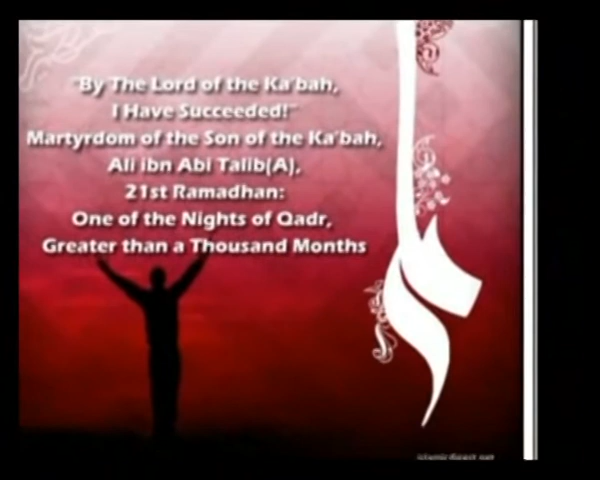 "By The Lord of the Ka'bah,
I Have Succeeded!"
Martyrdom of the Son of the Ka'bah,
Ali ibn Abi Talib(A),
21st Ramadhan:
One of the Nights of Qadr,
Greater than a Thousand Months